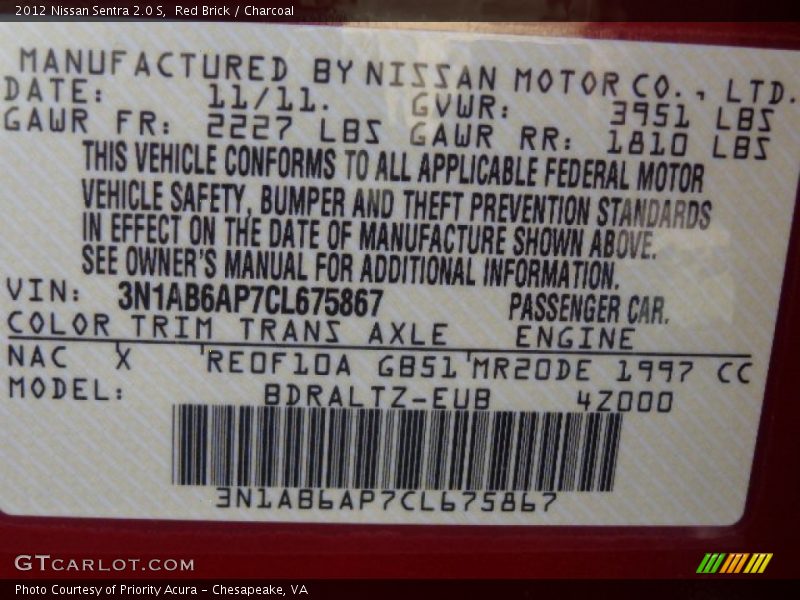 2012 Nissan Sentra 2.0 S,  Red Brick / Charcoal
MANUFACTURED BY NISSAN MOTOR CO., LTD.
DATE: 11/11. GVWR: 3951 LBS
GAWR FR: 2227 LBS GAWR RR: 1810 LBS
THIS VEHICLE CONFORMS TO ALL APPLICABLE FEDERAL MOTOR
VEHICLE SAFETY, BUMPER AND THEFT PREVENTION STANDARDS
IN EFFECT ON THE DATE OF MANUFACTURE SHOWN ABOVE.
SEE OWNER'S MANUAL FOR ADDITIONAL INFORMATION.
VIN: 3N1AB6AP7CL675867 PASSENGER CAR.
COLOR TRIM TRANS AXLE ENGINE
NAC X RE0F10A GB51 MR20DE 1997 CC
MODEL: BDRALTZ-EUB 4Z000
3N1AB6AP7CL675867
GTCARLOT.COM
Photo Courtesy of Priority Acura - Chesapeake, VA